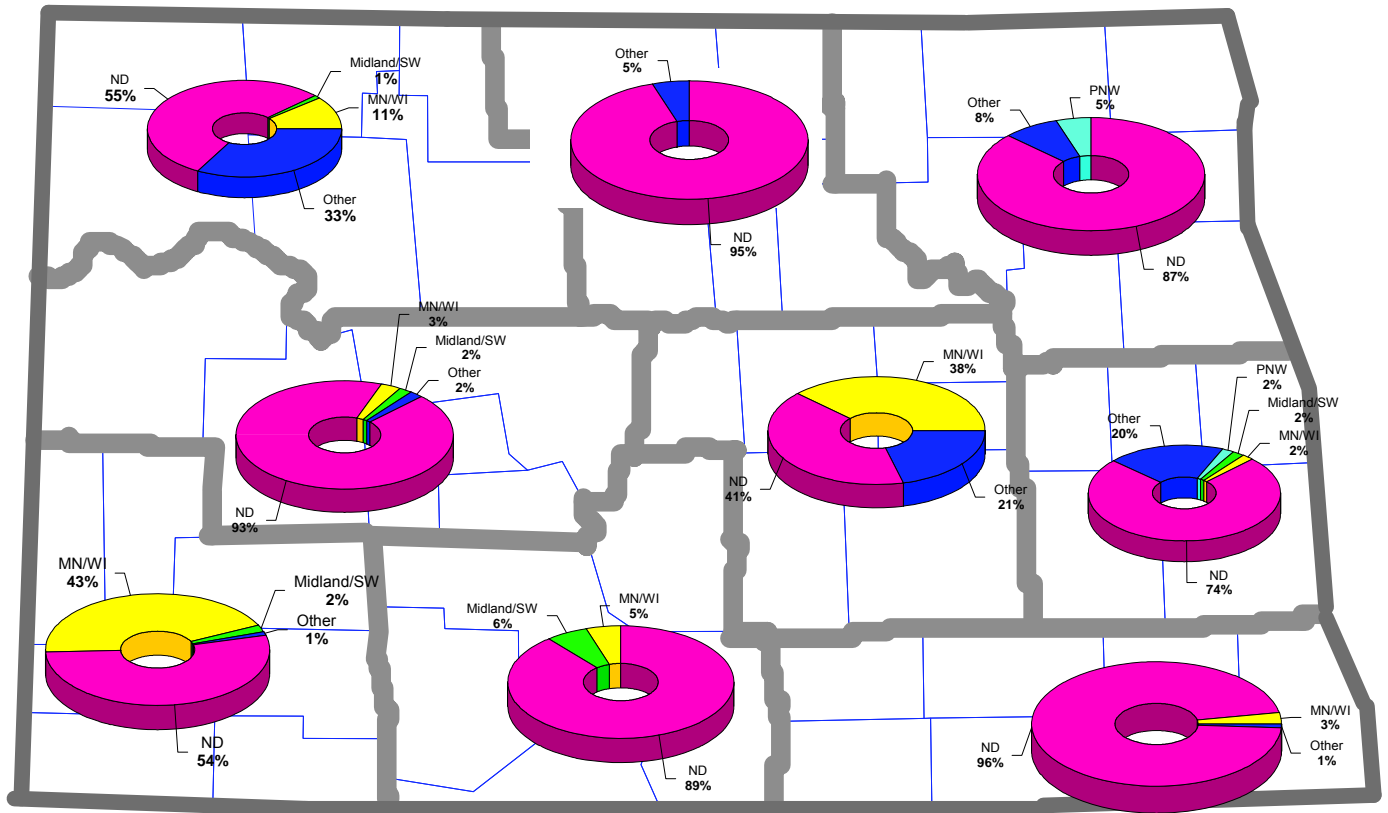 ND
55%
Midland/SW
1%
MN/WI
11%
Other
33%
Other
5%
ND
95%
Other
8%
PNW
5%
ND
87%
MN/WI
3%
Midland/SW
2%
Other
2%
ND
93%
MN/WI
38%
ND
41%
Other
21%
Other
20%
PNW
2%
Midland/SW
2%
MN/WI
2%
ND
74%
MN/WI
43%
Midland/SW
2%
Other
1%
ND
54%
Midland/SW
6%
MN/WI
5%
ND
89%
ND
96%
MN/WI
3%
Other
1%